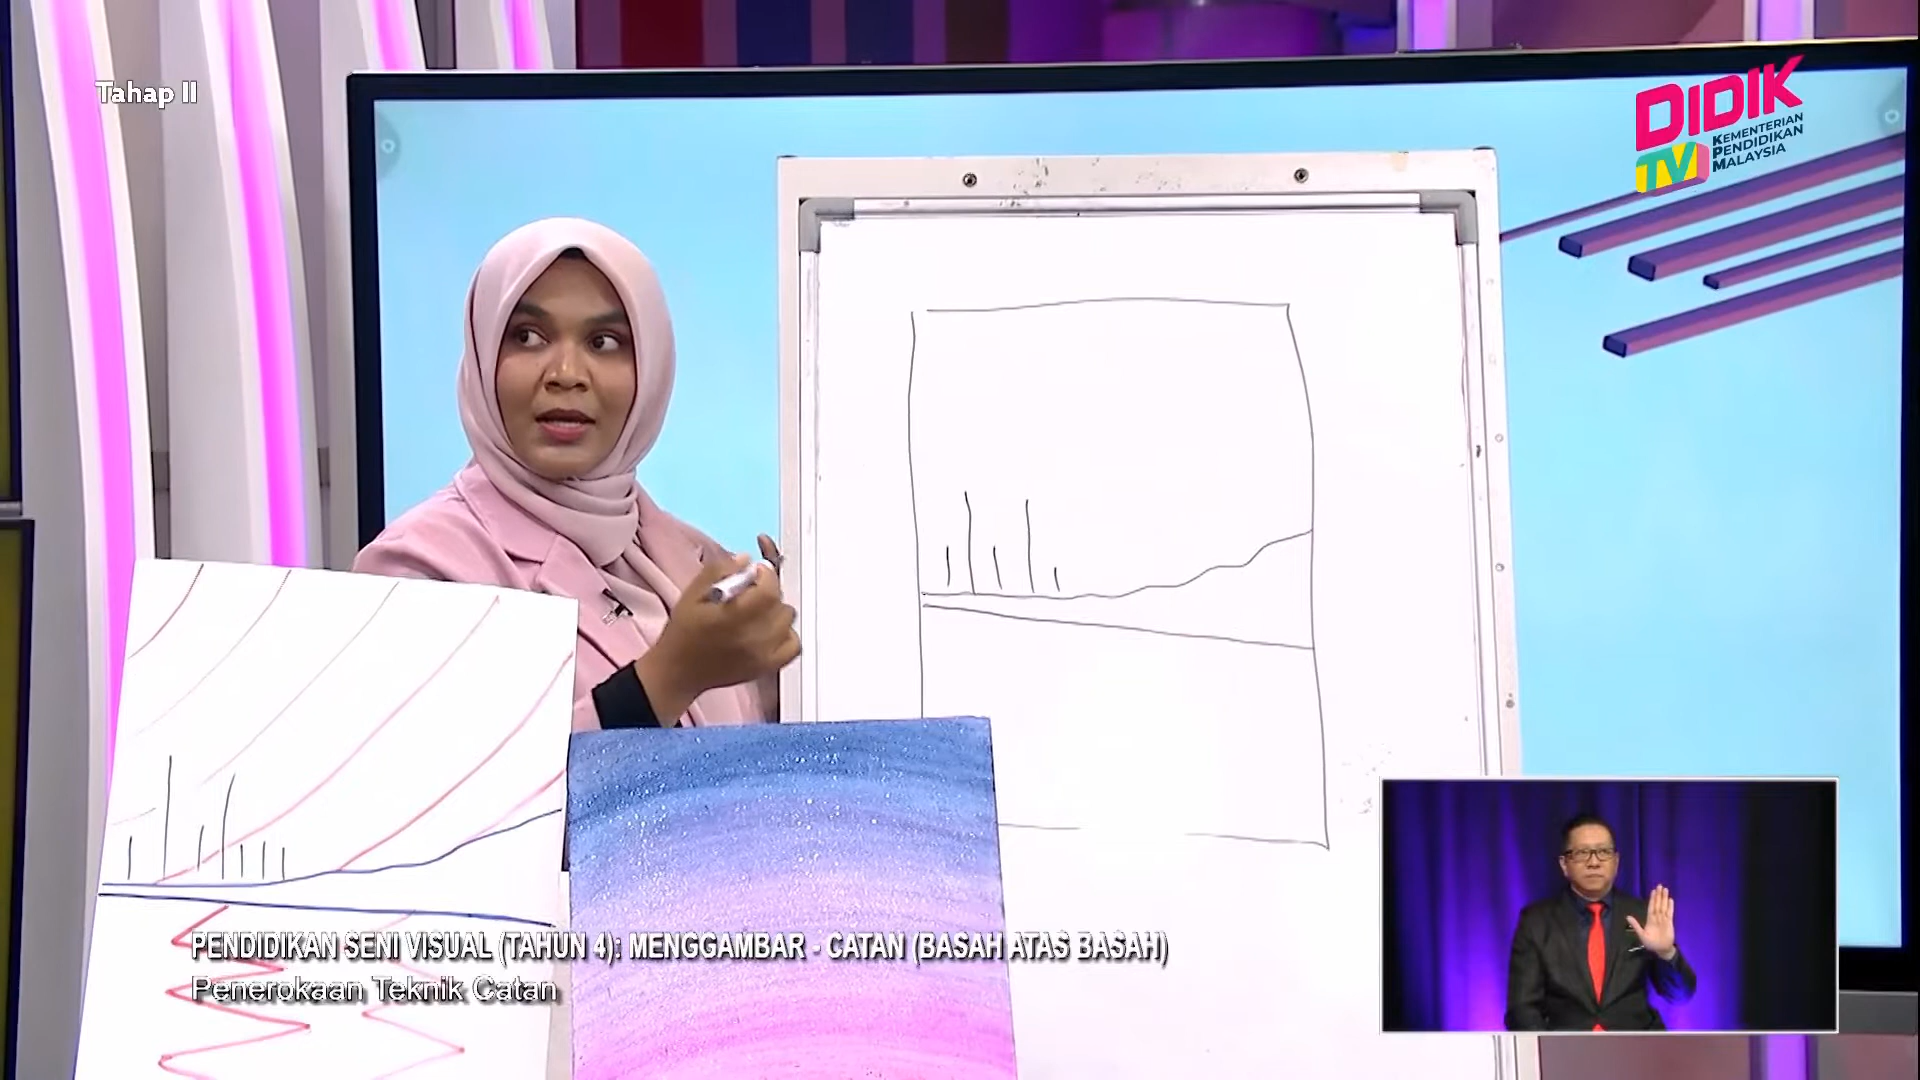 Tahap II
DIDIK
TV
KEMENTERIAN
PENDIDIKAN
MALAYSIA
PENDIDIKAN SENI VISUAL (TAHUN 4): MENGGAMBAR - CATAN (BASAH ATAS BASAH)
Penerokaan Teknik Catan